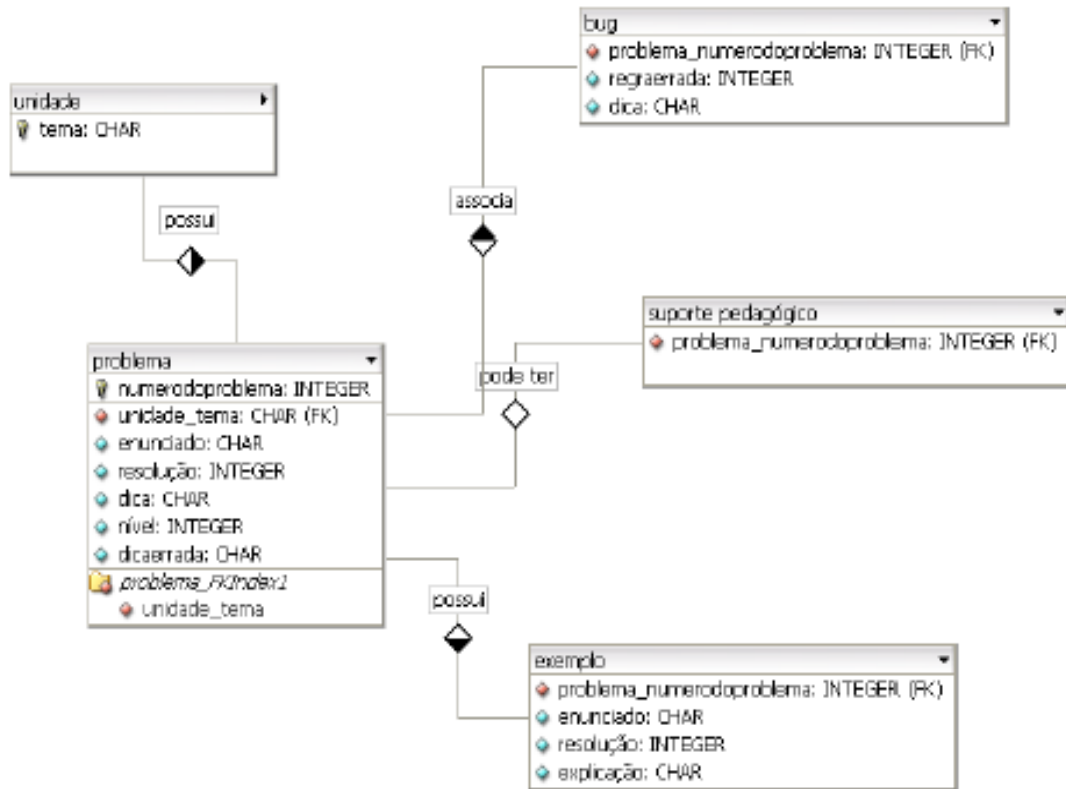 bug
problema_numerodoproblema: INTEGER (FK)
regraerrada: INTEGER
dica: CHAR
unidade
tema: CHAR
possui
associa
suporte pedagógico
problema_numerodoproblema: INTEGER (FK)
pode ter
problema
numerodoproblema: INTEGER
unidade_tema: CHAR (FK)
enunciado: CHAR
resolução: INTEGER
dica: CHAR
nível: INTEGER
dicaerrada: CHAR
problema_FKIndex1
unidade_tema
possui
exemplo
problema_numerodoproblema: INTEGER (FK)
enunciado: CHAR
resolução: INTEGER
explicação: CHAR